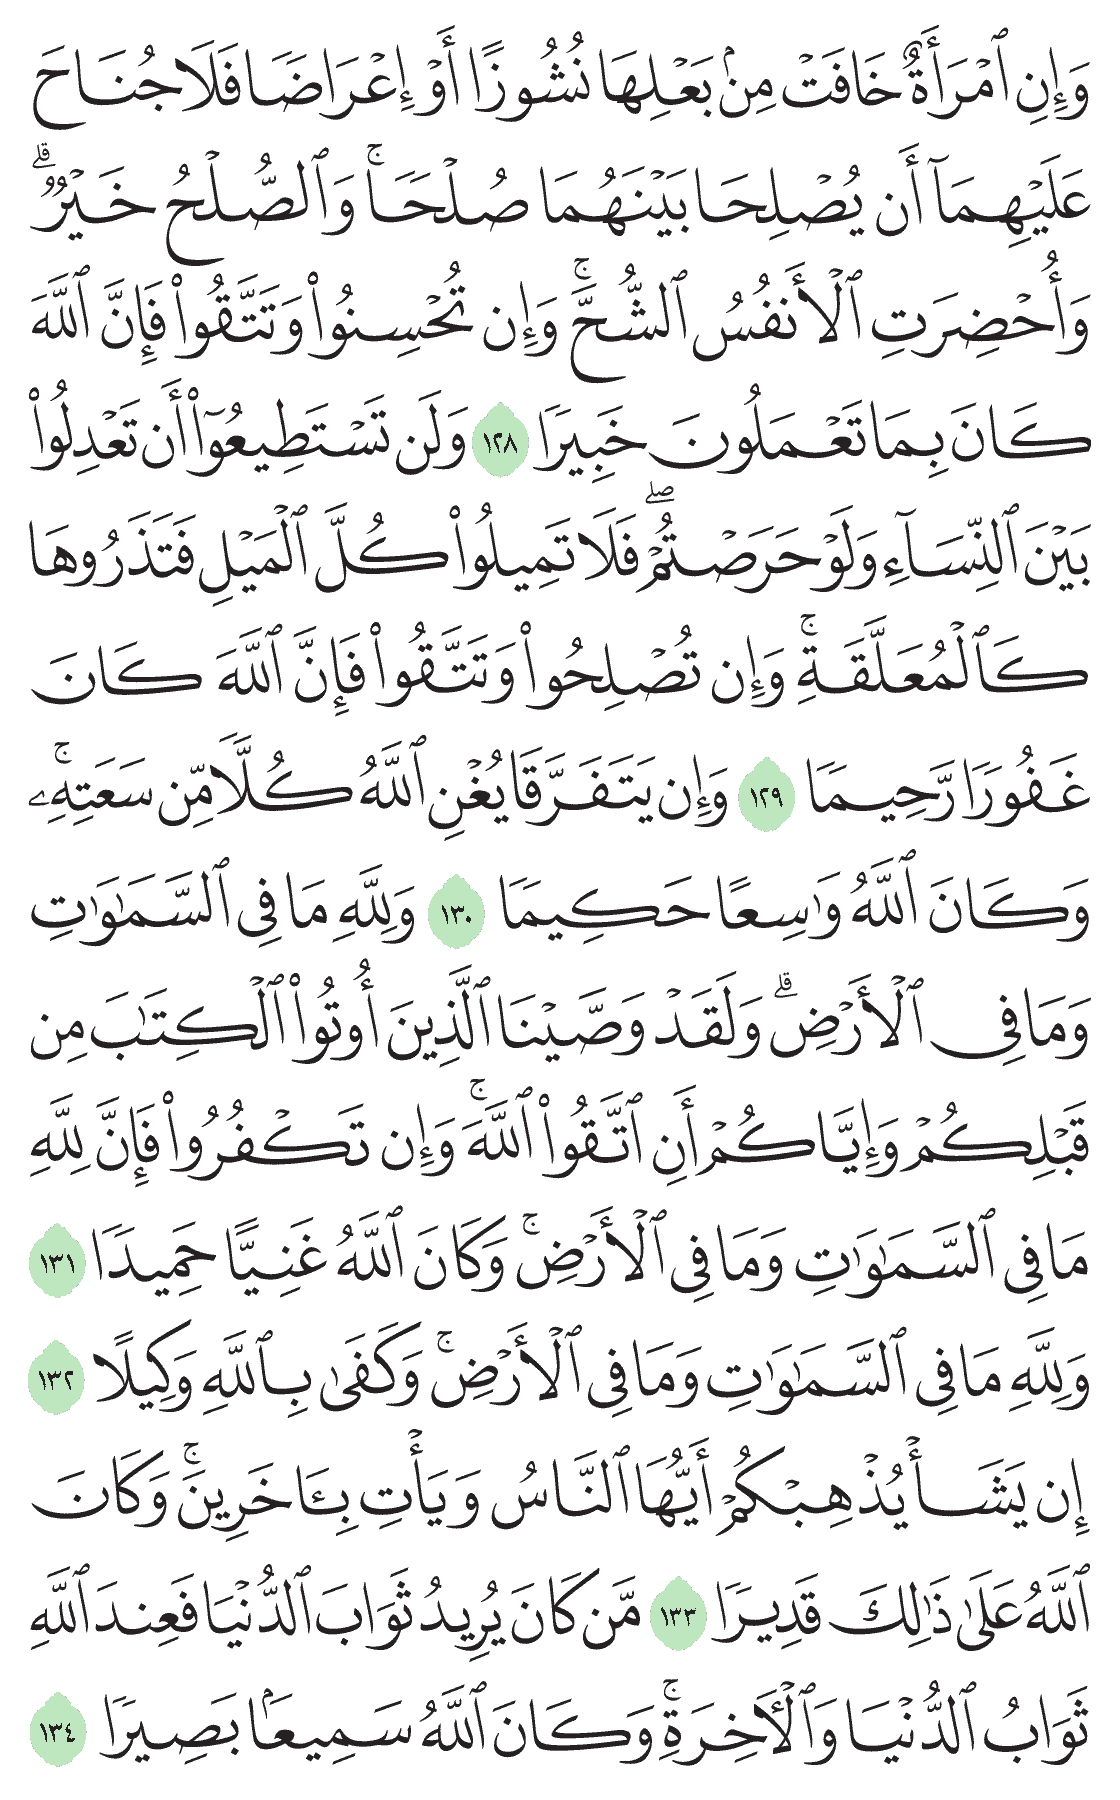 وَإِنِ ٱمْرَأَةٌ خَافَتْ مِنۢ بَعْلِهَا نُشُوزًا أَوْ إِعْرَاضًا فَلَا جُنَاحَ
عَلَيْهِمَآ أَن يُصْلِحَا بَيْنَهُمَا صُلْحًا ۚ وَٱلصُّلْحُ خَيْرٌ ۗ
وَأُحْضِرَتِ ٱلْأَنفُسُ ٱلشُّحَّ ۚ وَإِن تُحْسِنُوا۟ وَتَتَّقُوا۟ فَإِنَّ ٱللَّهَ
كَانَ بِمَا تَعْمَلُونَ خَبِيرًا ١٢٨ وَلَن تَسْتَطِيعُوٓا۟ أَن تَعْدِلُوا۟
بَيْنَ ٱلنِّسَآءِ وَلَوْ حَرَصْتُمْ ۖ فَلَا تَمِيلُوا۟ كُلَّ ٱلْمَيْلِ فَتَذَرُوهَا
كَٱلْمُعَلَّقَةِ ۚ وَإِن تُصْلِحُوا۟ وَتَتَّقُوا۟ فَإِنَّ ٱللَّهَ كَانَ
غَفُورًا رَّحِيمًا ١٢٩ وَإِن يَتَفَرَّقَا يُغْنِ ٱللَّهُ كُلًّا مِّن سَعَتِهِۦ ۚ
وَكَانَ ٱللَّهُ وَٰسِعًا حَكِيمًا ١٣٠ وَلِلَّهِ مَا فِى ٱلسَّمَٰوَٰتِ
وَمَا فِى ٱلْأَرْضِ ۗ وَلَقَدْ وَصَّيْنَا ٱلَّذِينَ أُوتُوا۟ ٱلْكِتَٰبَ مِن
قَبْلِكُمْ وَإِيَّاكُمْ أَنِ ٱتَّقُوا۟ ٱللَّهَ ۚ وَإِن تَكْفُرُوا۟ فَإِنَّ لِلَّهِ
مَا فِى ٱلسَّمَٰوَٰتِ وَمَا فِى ٱلْأَرْضِ ۚ وَكَانَ ٱللَّهُ غَنِيًّا حَمِيدًا ١٣١
وَلِلَّهِ مَا فِى ٱلسَّمَٰوَٰتِ وَمَا فِى ٱلْأَرْضِ ۚ وَكَفَىٰ بِٱللَّهِ وَكِيلًا ١٣٢
إِن يَشَأْ يُذْهِبْكُمْ أَيُّهَا ٱلنَّاسُ وَيَأْتِ بِـَٔاخَرِينَ ۚ وَكَانَ
ٱللَّهُ عَلَىٰ ذَٰلِكَ قَدِيرًا ١٣٣ مَّن كَانَ يُرِيدُ ثَوَابَ ٱلدُّنْيَا فَعِندَ ٱللَّهِ
ثَوَابُ ٱلدُّنْيَا وَٱلْـَٔاخِرَةِ ۚ وَكَانَ ٱللَّهُ سَمِيعًۢا بَصِيرًا ١٣٤